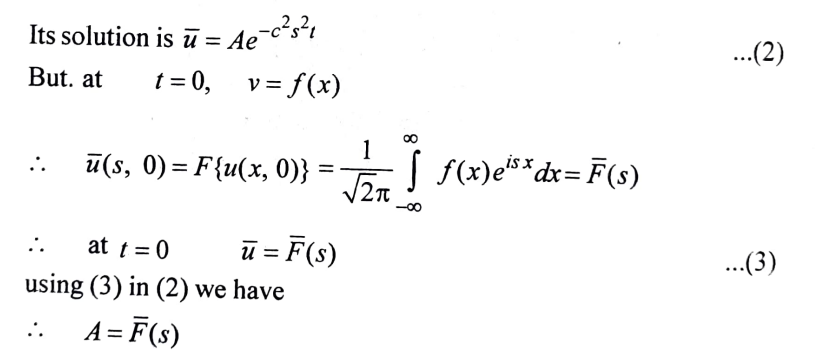 Its solution is ū = Ae^{-c²s²t} ...(2)
But. at t = 0, v = f(x)
∴ ū(s, 0) = F{u(x, 0)} = 1/√2π ∫_{-∞}^{∞} f(x)e^{isx}dx = F̄(s)
∴ at t = 0 ū = F̄(s) ...(3)
using (3) in (2) we have
∴ A = F̄(s)